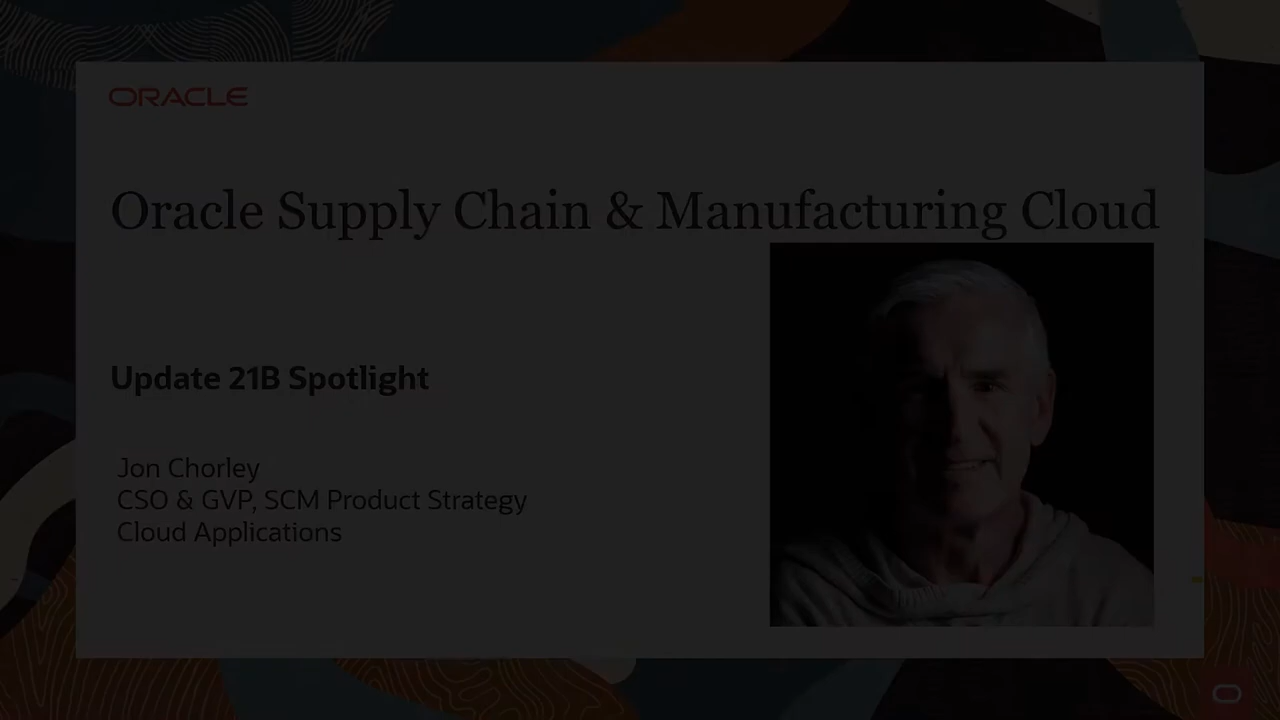 ORACLE
Oracle Supply Chain & Manufacturing Cloud
Update 21B Spotlight
Jon Chorley
CSO & GVP, SCM Product Strategy
Cloud Applications